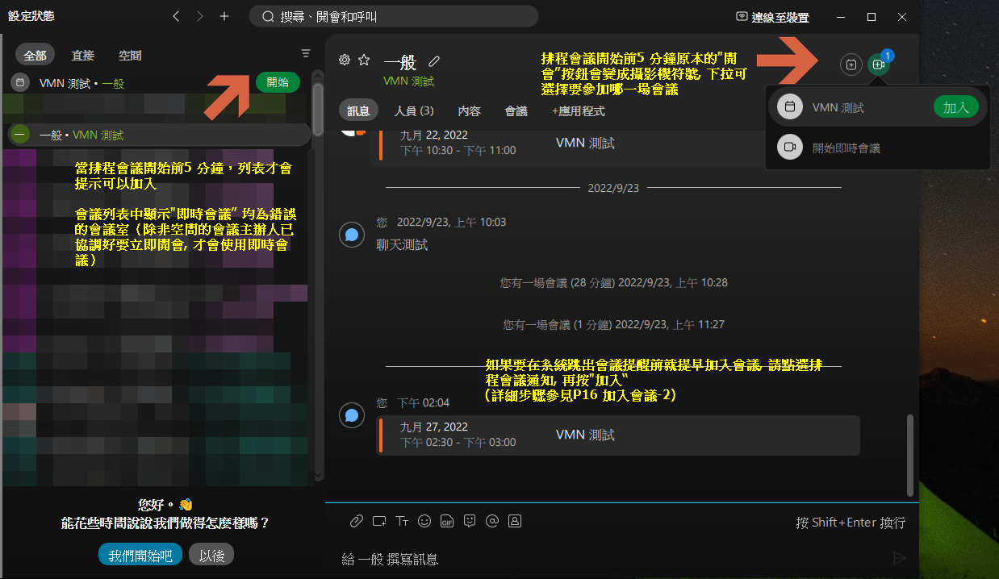 設定狀態
搜尋、開會和呼叫
連線至裝置
全部 直接 空間
VMN 測試 • 一般
開始
一般 • VMN 測試
當排程會議開始前5 分鐘，列表才會
提示可以加入
會議列表中顯示"即時會議” 均為錯誤
的會議室（除非空間的會議主辦人已
協調好要立即開會, 才會使用即時會
議）
您好。👏
能花些時間說說我們做得怎麼樣嗎？
我們開始吧 以後
一般
VMN 測試
排程會議開始前5 分鐘原本的"開
會”按鈕會變成攝影機符號, 下拉可
選擇要參加哪一場會議
1
VMN 測試
加入
開始即時會議
訊息 人員 (3) 內容 會議 +應用程式
九月 22, 2022
下午 10:30 - 下午 11:00
VMN 測試
2022/9/23
您 2022/9/23, 上午 10:03
聊天測試
您有一場會議 (28 分鐘) 2022/9/23, 上午 10:28
您有一場會議 (1 分鐘) 2022/9/23, 上午 11:27
如果要在系統跳出會議提醒前就提早加入會議, 請點選排
程會議通知, 再按"加入“
（詳細步驟參見P16 加入會議-2）
您 下午 02:04
九月 27, 2022
下午 02:30 - 下午 03:00
VMN 測試
GIF
按 Shift+Enter 換行
給 一般 撰寫訊息